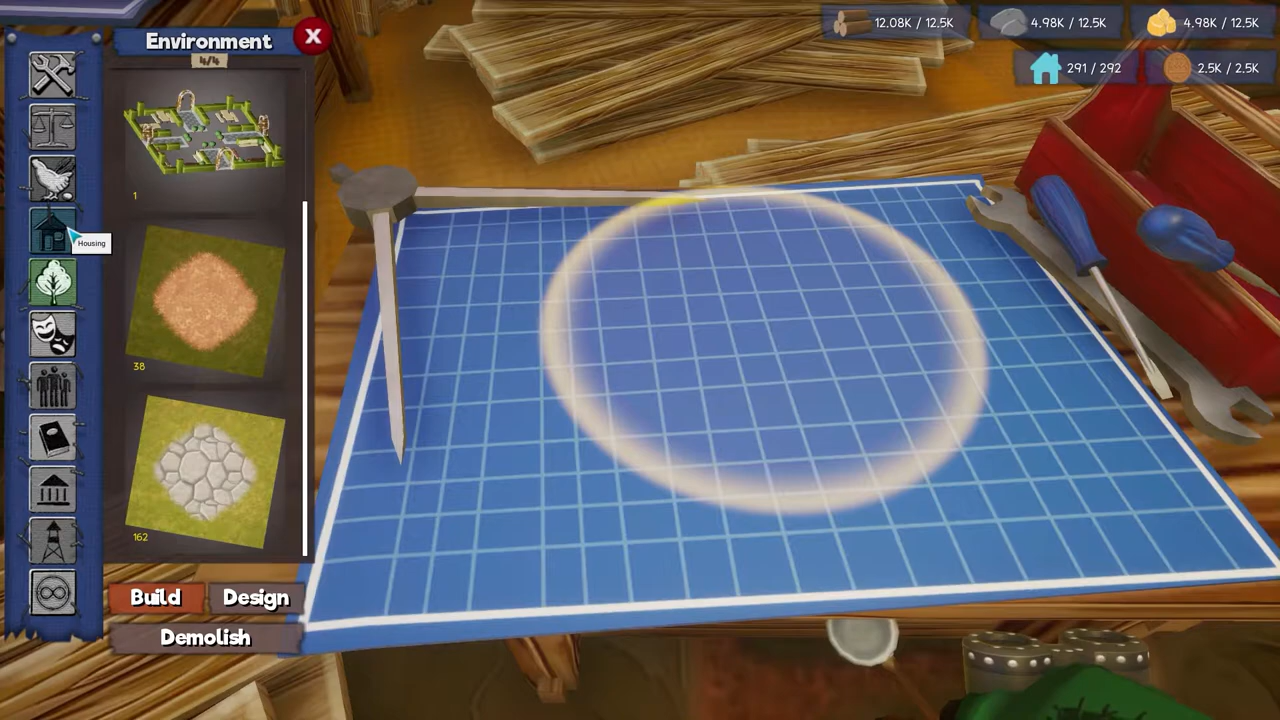 Environment
X
4/4
12.08K / 12.5K
4.98K / 12.5K
4.98K / 12.5K
291 / 292
2.5K / 2.5K
1
Housing
38
162
Build
Design
Demolish